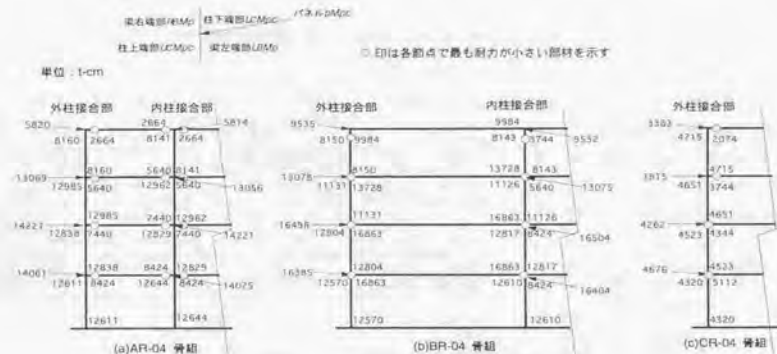 梁右端部RBMp 柱下端部LCMpc パネルpMpc
柱上端部UCMpc 梁左端部LBMp
○ 印は各節点で最も耐力が小さい部材を示す
単位：t-cm
外柱接合部 内柱接合部
5820 2664 5814
8160 2664 8141 2664
8160 5640 8141
13069 13056
12985 5640 12962 5640
12985 7440 12962
14221 14221
12838 7440 12829 7440
12838 8424 12829
14061 14025
12611 8424 12644 8424
12611 12644
(a)AR-04 骨組
外柱接合部 内柱接合部
9535 9984 9532
8150 9984 8143 3744
8150 13728 8143
13078 13075
11131 13728 11126 5640
11131 16863 11126
16498 16504
12804 16863 12817 8424
12804 16863 12817
16385 16404
12570 16863 12610 8424
12570 12610
(b)BR-04 骨組
外柱接合部
4715 2074
4715
3815
4651 3744
4651
4262
4523 4344
4523
4676
4320 5112
4320
(c)CR-04 骨組